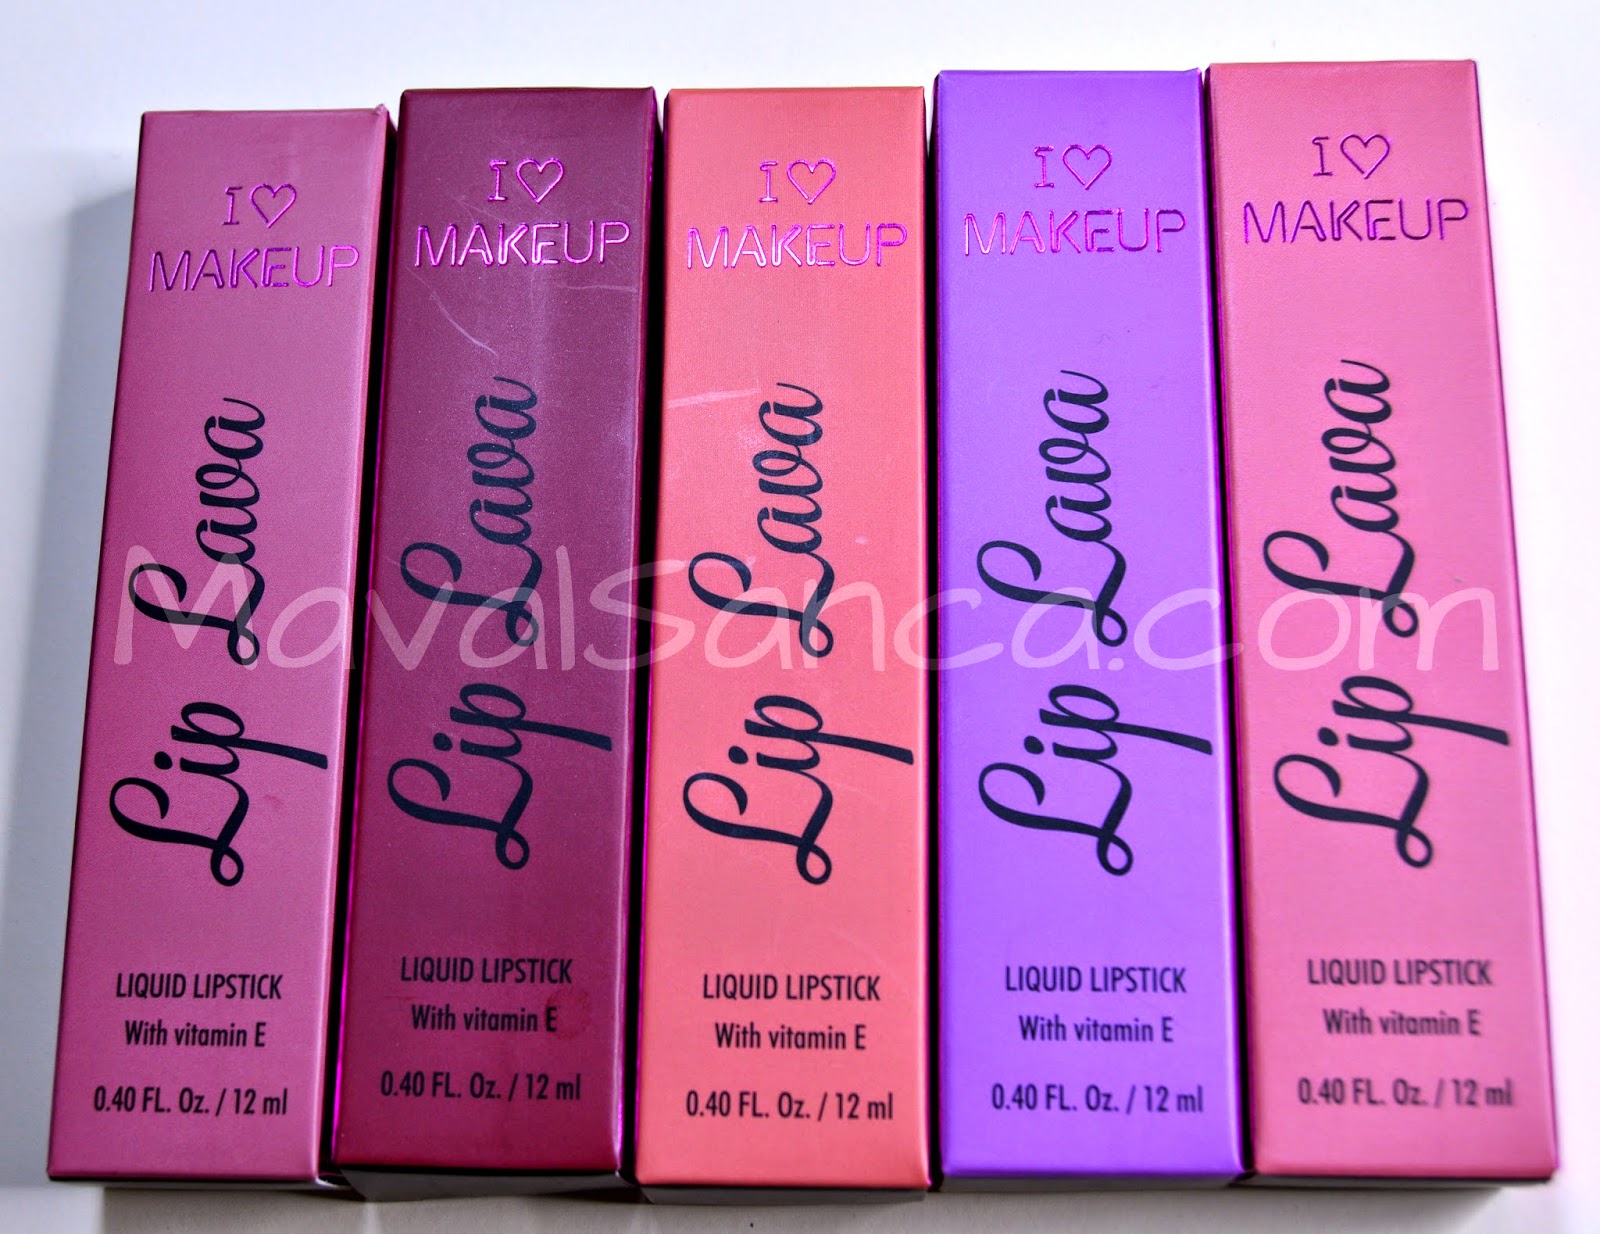 I ♡
MAKEUP
Lip Lava
LIQUID LIPSTICK
With vitamin E
0.40 FL. Oz. / 12 ml
I ♡
MAKEUP
Lip Lava
LIQUID LIPSTICK
With vitamin E
0.40 FL. Oz. / 12 ml
I ♡
MAKEUP
Lip Lava
LIQUID LIPSTICK
With vitamin E
0.40 FL. Oz. / 12 ml
I ♡
MAKEUP
Lip Lava
LIQUID LIPSTICK
With vitamin E
0.40 FL. Oz. / 12 ml
I ♡
MAKEUP
Lip Lava
LIQUID LIPSTICK
With vitamin E
0.40 FL. Oz. / 12 ml
MavalSanca.com